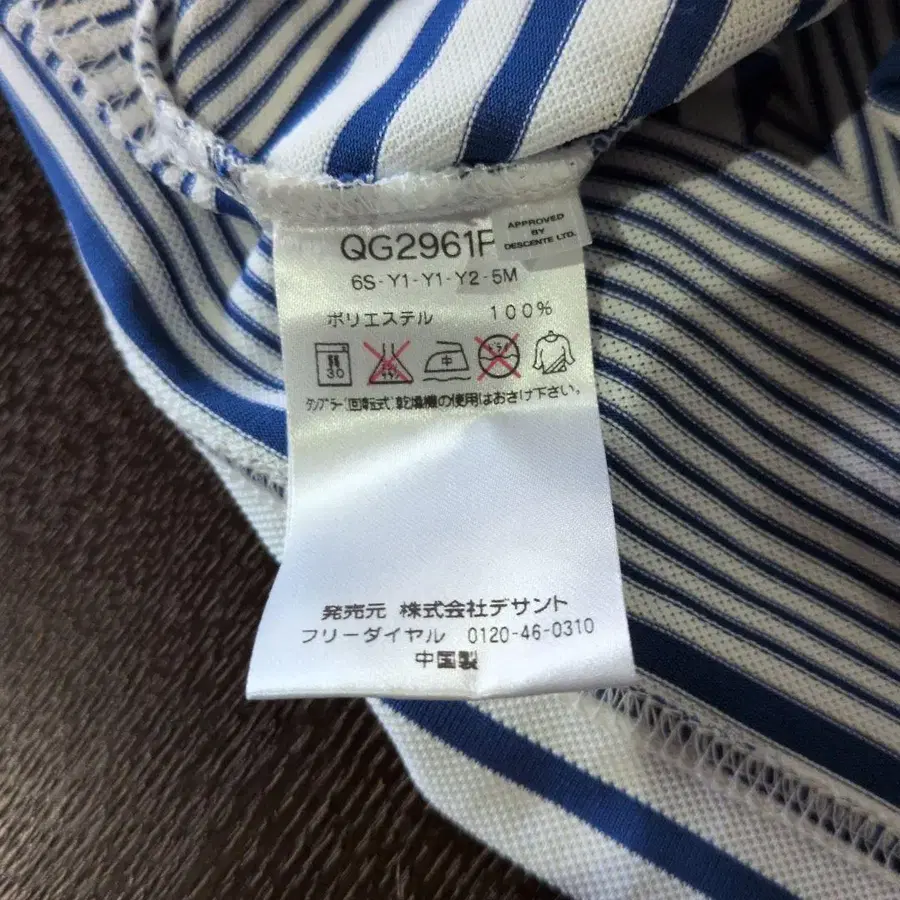 QG2961P
APPROVED
BY
DESCENTE LTD.
6S-Y1-Y1-Y2-5M
ポリエステル 100%
30 中
タンブラー(回転式)乾燥機の使用はおさけ下さい。
発売元 株式会社デサント
フリーダイヤル 0120-46-0310
中国製